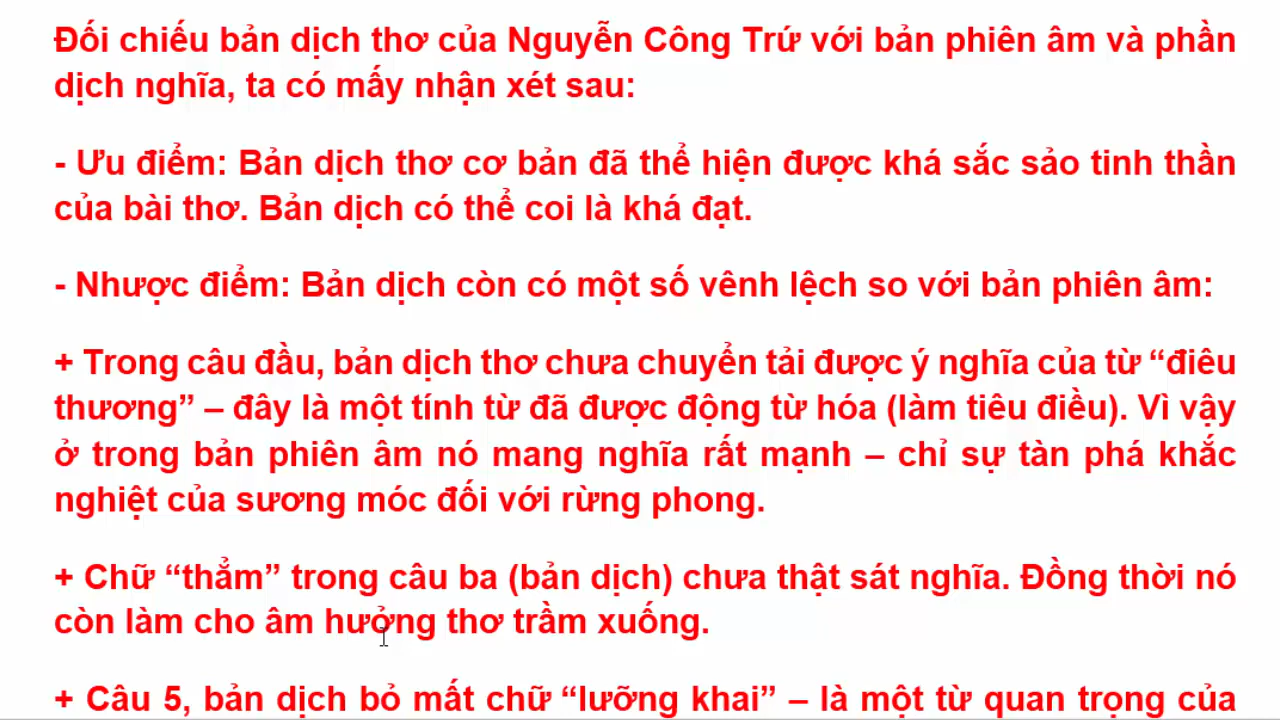 Đối chiếu bản dịch thơ của Nguyễn Công Trứ với bản phiên âm và phần
dịch nghĩa, ta có mấy nhận xét sau:
- Ưu điểm: Bản dịch thơ cơ bản đã thể hiện được khá sắc sảo tinh thần
của bài thơ. Bản dịch có thể coi là khá đạt.
- Nhược điểm: Bản dịch còn có một số vênh lệch so với bản phiên âm:
+ Trong câu đầu, bản dịch thơ chưa chuyển tải được ý nghĩa của từ “điêu
thương” – đây là một tính từ đã được động từ hóa (làm tiêu điều). Vì vậy
ở trong bản phiên âm nó mang nghĩa rất mạnh – chỉ sự tàn phá khắc
nghiệt của sương móc đối với rừng phong.
+ Chữ “thẳm” trong câu ba (bản dịch) chưa thật sát nghĩa. Đồng thời nó
còn làm cho âm hưởng thơ trầm xuống.
+ Câu 5, bản dịch bỏ mất chữ “lưỡng khai” – là một từ quan trọng của